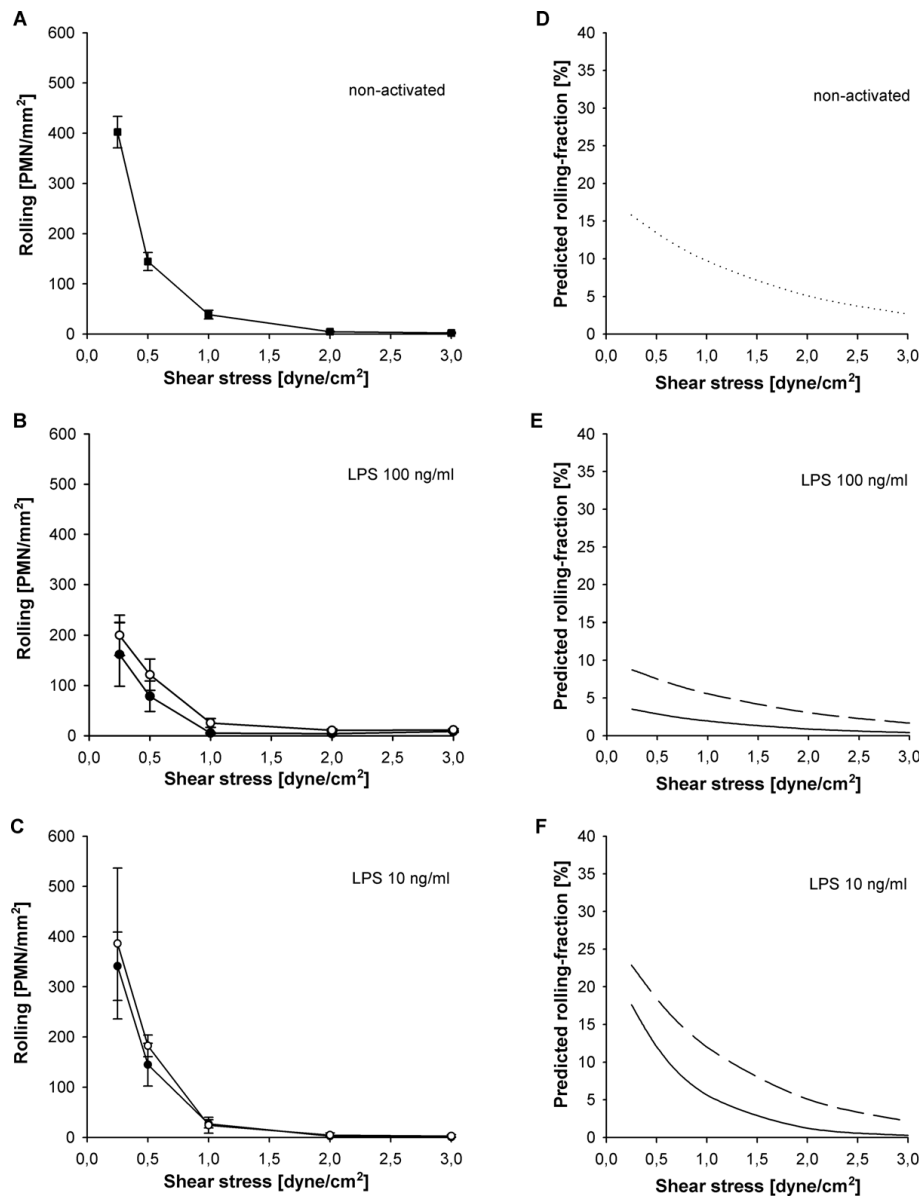 A
600
500
400
300
200
100
0
Rolling [PMN/mm²]
non-activated
0,0 0,5 1,0 1,5 2,0 2,5 3,0
Shear stress [dyne/cm²]
D
40
35
30
25
20
15
10
5
0
Predicted rolling-fraction [%]
non-activated
0,0 0,5 1,0 1,5 2,0 2,5 3,0
Shear stress [dyne/cm²]
B
600
500
400
300
200
100
0
Rolling [PMN/mm²]
LPS 100 ng/ml
0,0 0,5 1,0 1,5 2,0 2,5 3,0
Shear stress [dyne/cm²]
E
40
35
30
25
20
15
10
5
0
Predicted rolling-fraction [%]
LPS 100 ng/ml
0,0 0,5 1,0 1,5 2,0 2,5 3,0
Shear stress [dyne/cm²]
C
600
500
400
300
200
100
0
Rolling [PMN/mm²]
LPS 10 ng/ml
0,0 0,5 1,0 1,5 2,0 2,5 3,0
Shear stress [dyne/cm²]
F
40
35
30
25
20
15
10
5
0
Predicted rolling-fraction [%]
LPS 10 ng/ml
0,0 0,5 1,0 1,5 2,0 2,5 3,0
Shear stress [dyne/cm²]